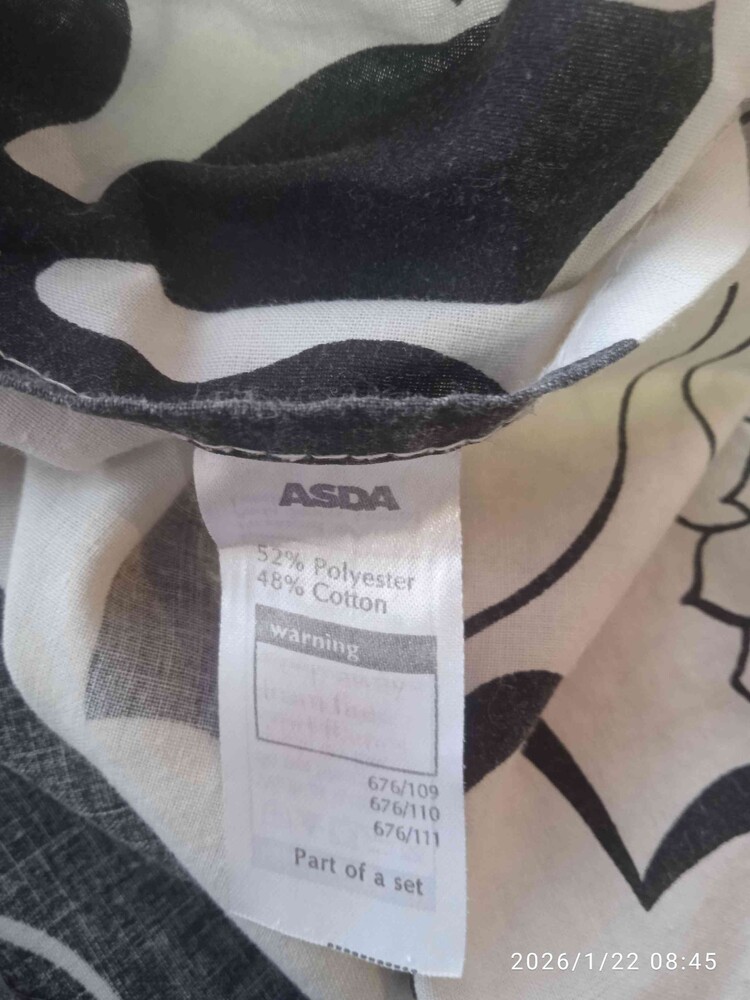 ASDA
52% Polyester
48% Cotton
warning
676/109
676/110
676/111
Part of a set
2026/1/22 08:45